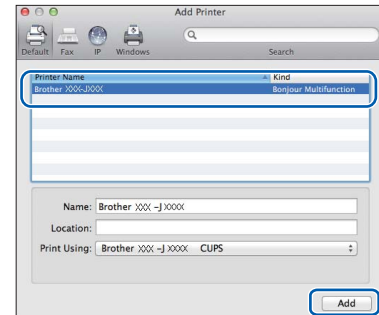 Add Printer
Default Fax IP Windows Search
Printer Name Kind
Brother XXX-JXXXX Bonjour Multifunction
Name: Brother XXX -J XXXX
Location:
Print Using: Brother XXX -J XXXX CUPS
Add